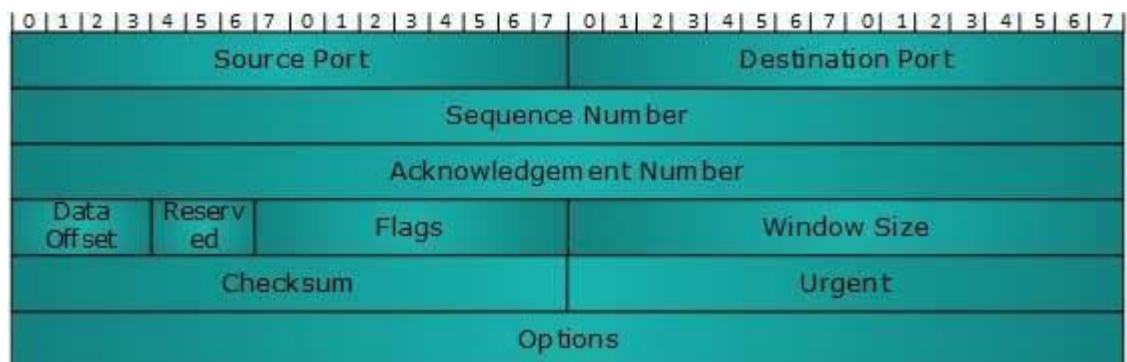 | 0 | 1 | 2 | 3 | 4 | 5 | 6 | 7 | 0 | 1 | 2 | 3 | 4 | 5 | 6 | 7 | 0 | 1 | 2 | 3 | 4 | 5 | 6 | 7 | 0 | 1 | 2 | 3 | 4 | 5 | 6 | 7 |
Source Port Destination Port
Sequence Number
Acknowledgement Number
Data
Offset
Reserv
ed
Flags
Window Size
Checksum Urgent
Options